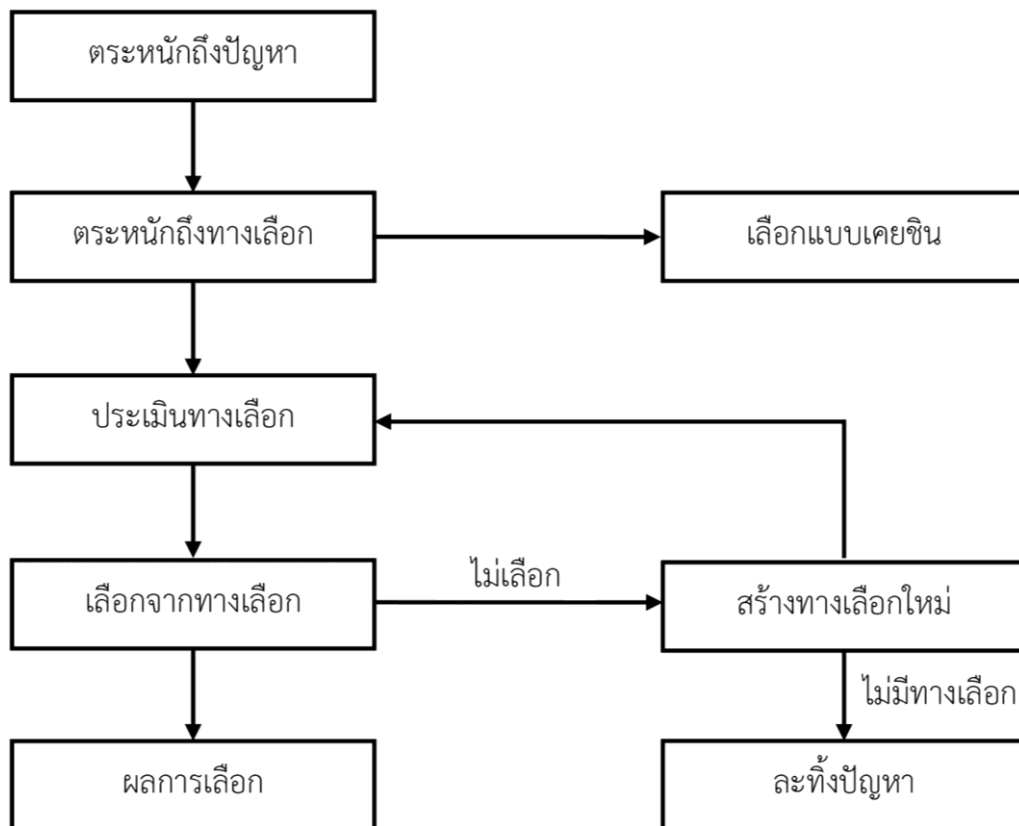 ตระหนักถึงปัญหา
ตระหนักถึงทางเลือก
เลือกแบบเคยชิน
ประเมินทางเลือก
ไม่เลือก
เลือกจากทางเลือก
สร้างทางเลือกใหม่
ไม่มีทางเลือก
ผลการเลือก
ละทิ้งปัญหา